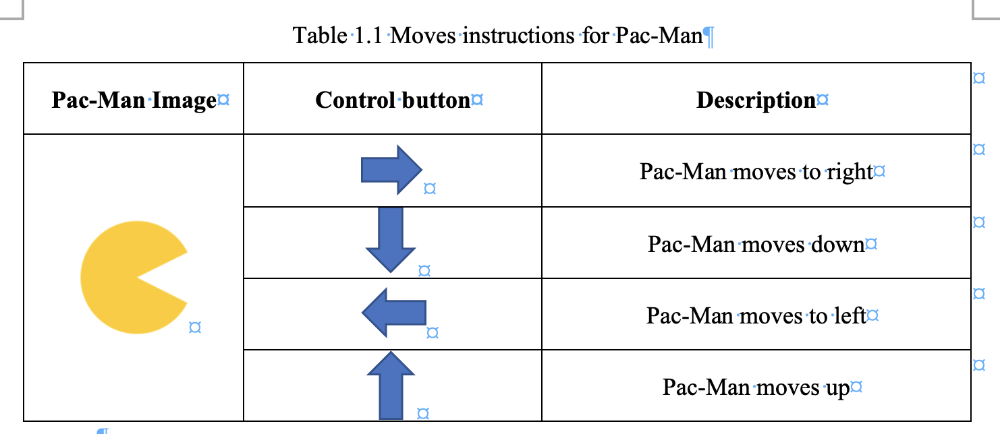 Table 1.1 Moves instructions for Pac-Man¶
Pac-Man Image¤ Control button¤ Description¤ ¤
¤ Pac-Man moves to right¤ ¤
¤ Pac-Man moves down¤ ¤
¤ ¤ Pac-Man moves to left¤ ¤
¤ Pac-Man moves up¤ ¤
¶